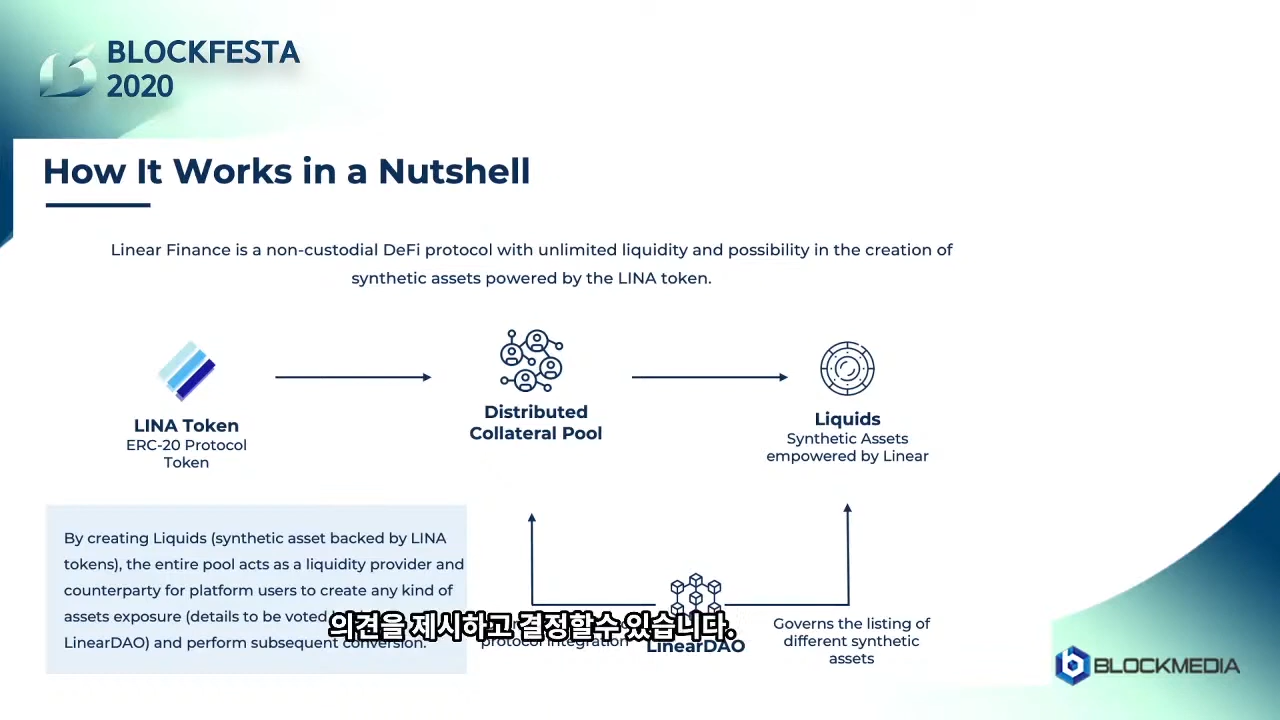 BLOCKFESTA
2020
How It Works in a Nutshell
Linear Finance is a non-custodial DeFi protocol with unlimited liquidity and possibility in the creation of
synthetic assets powered by the LINA token.
LINA Token
ERC-20 Protocol
Token
Distributed
Collateral Pool
Liquids
Synthetic Assets
empowered by Linear
By creating Liquids (synthetic asset backed by LINA
tokens), the entire pool acts as a liquidity provider and
counterparty for platform users to create any kind of
assets exposure (details to be voted
LinearDAO) and perform subsequent conversion.
protocol integration
LinearDAO
Governs the listing of
different synthetic
assets
의견을 제시하고 결정할수 있습니다.
BLOCKMEDIA